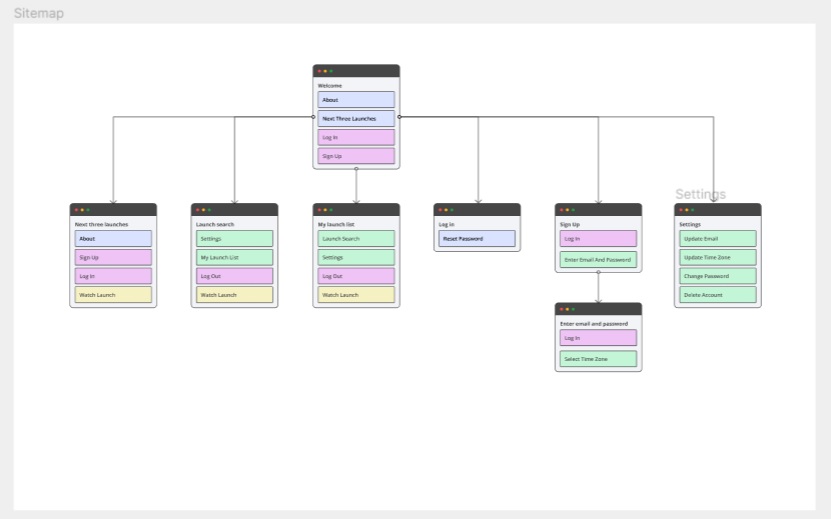 Sitemap
Welcome
About
Next Three Launches
Log In
Sign Up
Settings
Next three launches
About
Sign Up
Log In
Watch Launch
Launch search
Settings
My Launch List
Log Out
Watch Launch
My launch list
Launch Search
Settings
Log Out
Watch Launch
Log in
Reset Password
Sign Up
Log In
Enter Email And Password
Settings
Update Email
Update Time Zone
Change Password
Delete Account
Enter email and password
Log In
Select Time Zone